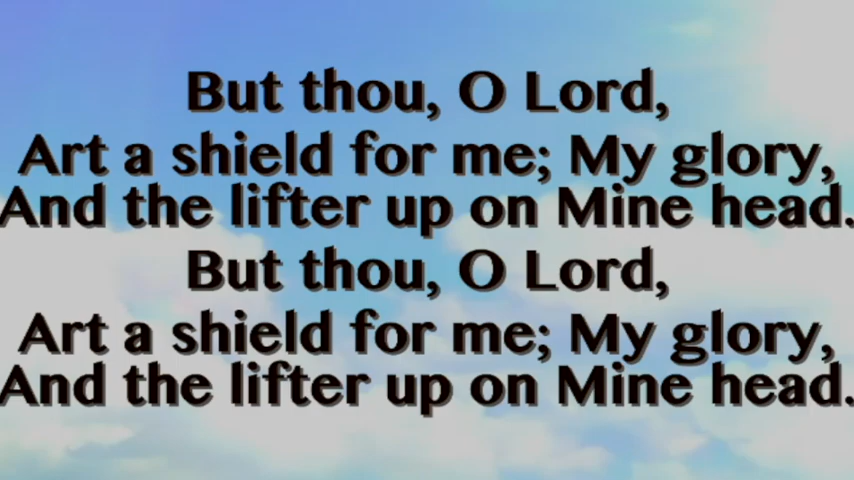 But thou, O Lord,
Art a shield for me; My glory,
And the lifter up on Mine head.
But thou, O Lord,
Art a shield for me; My glory,
And the lifter up on Mine head.